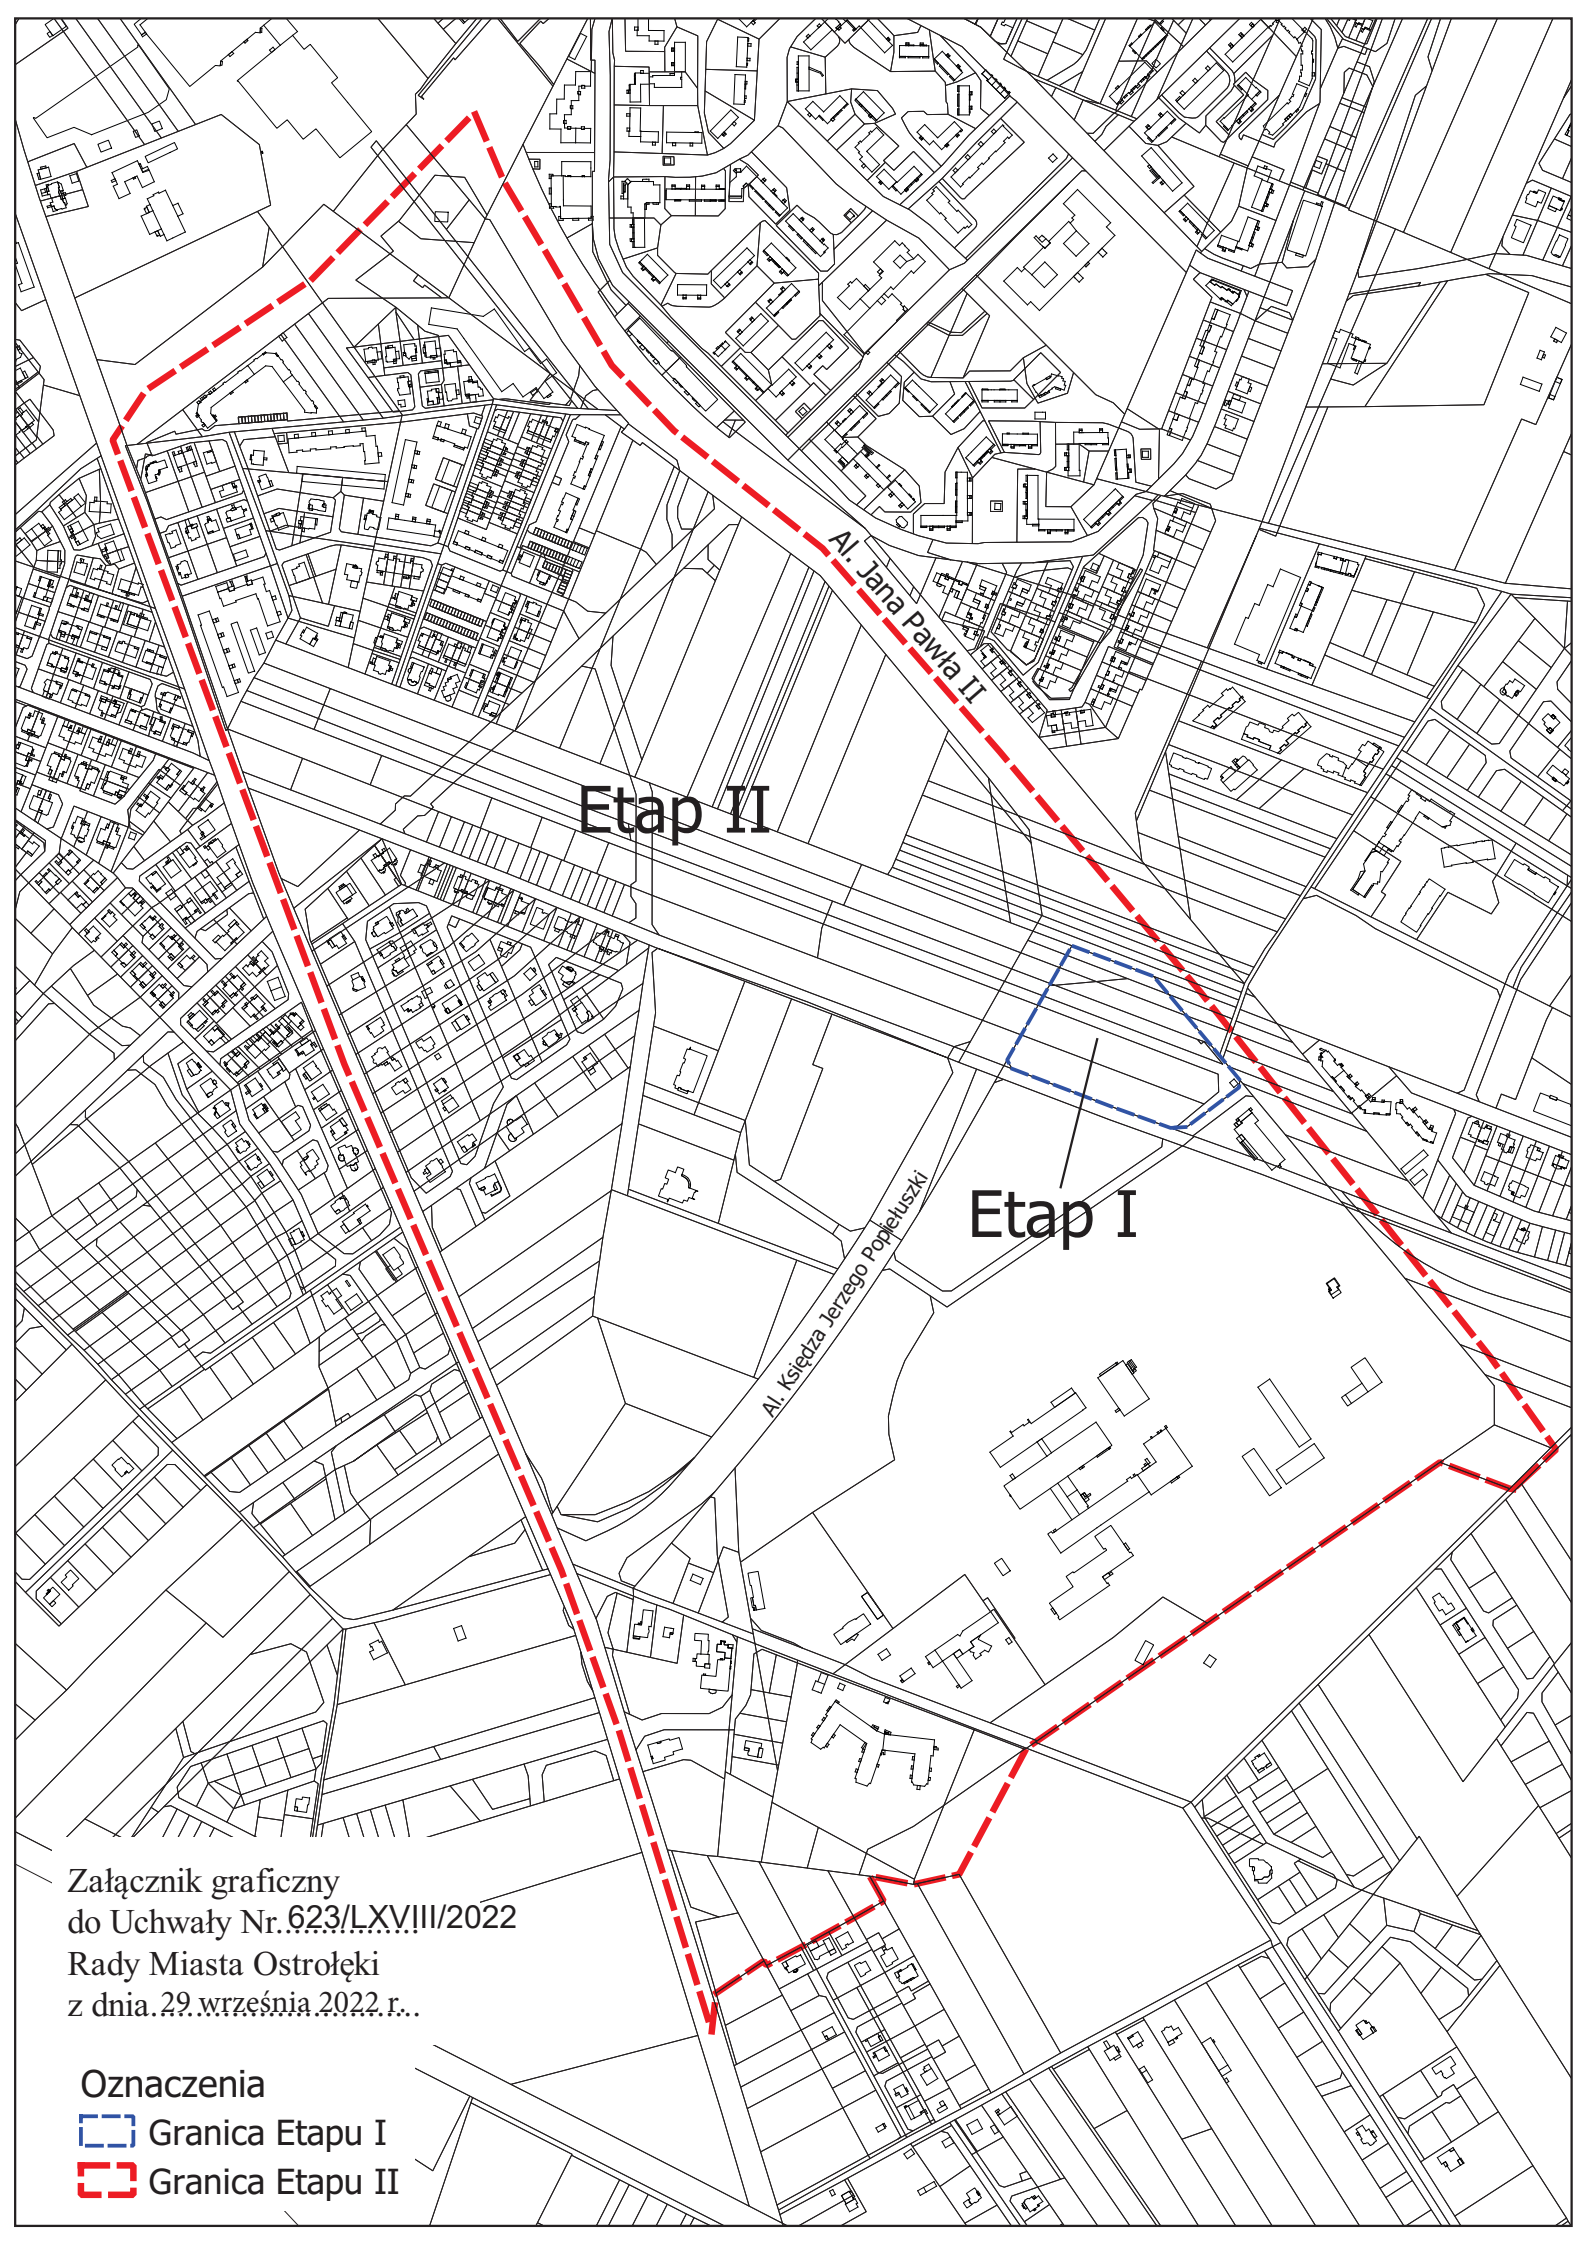 Al. Jana Pawła II
Etap II
Etap I
Al. Księdza Jerzego Popiełuszki
Załącznik graficzny
do Uchwały Nr. 623/LXVIII/2022
Rady Miasta Ostrołęki
z dnia. 29 września 2022 r.
Oznaczenia
Granica Etapu I
Granica Etapu II